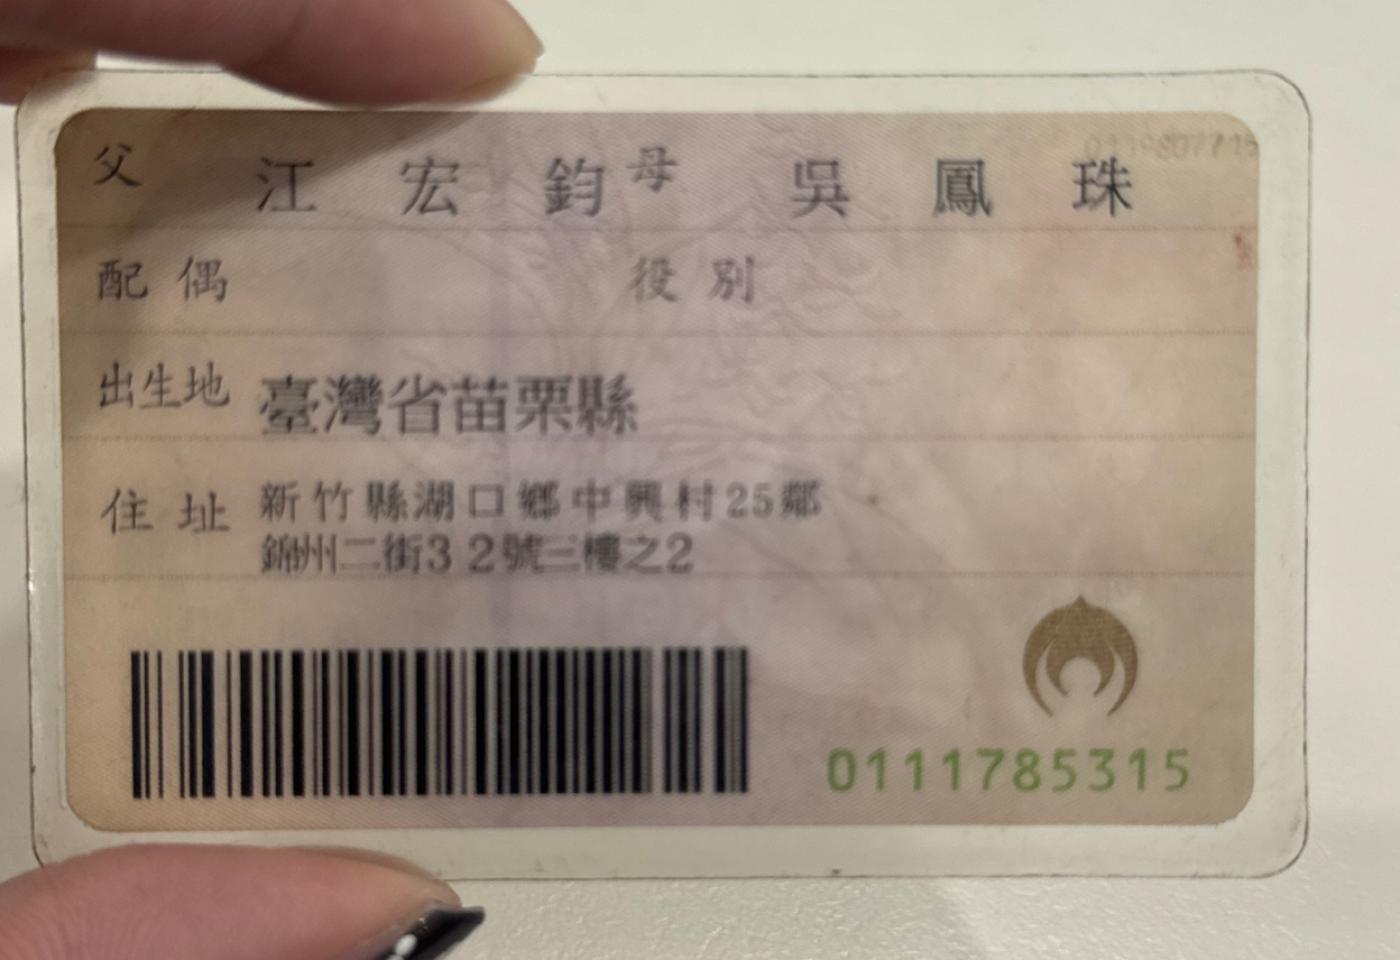 父 江宏鈞 母 吳鳳珠
配偶 役別
出生地 臺灣省苗栗縣
住址 新竹縣湖口鄉中興村25鄰
錦州二街32號三樓之2
0111785315